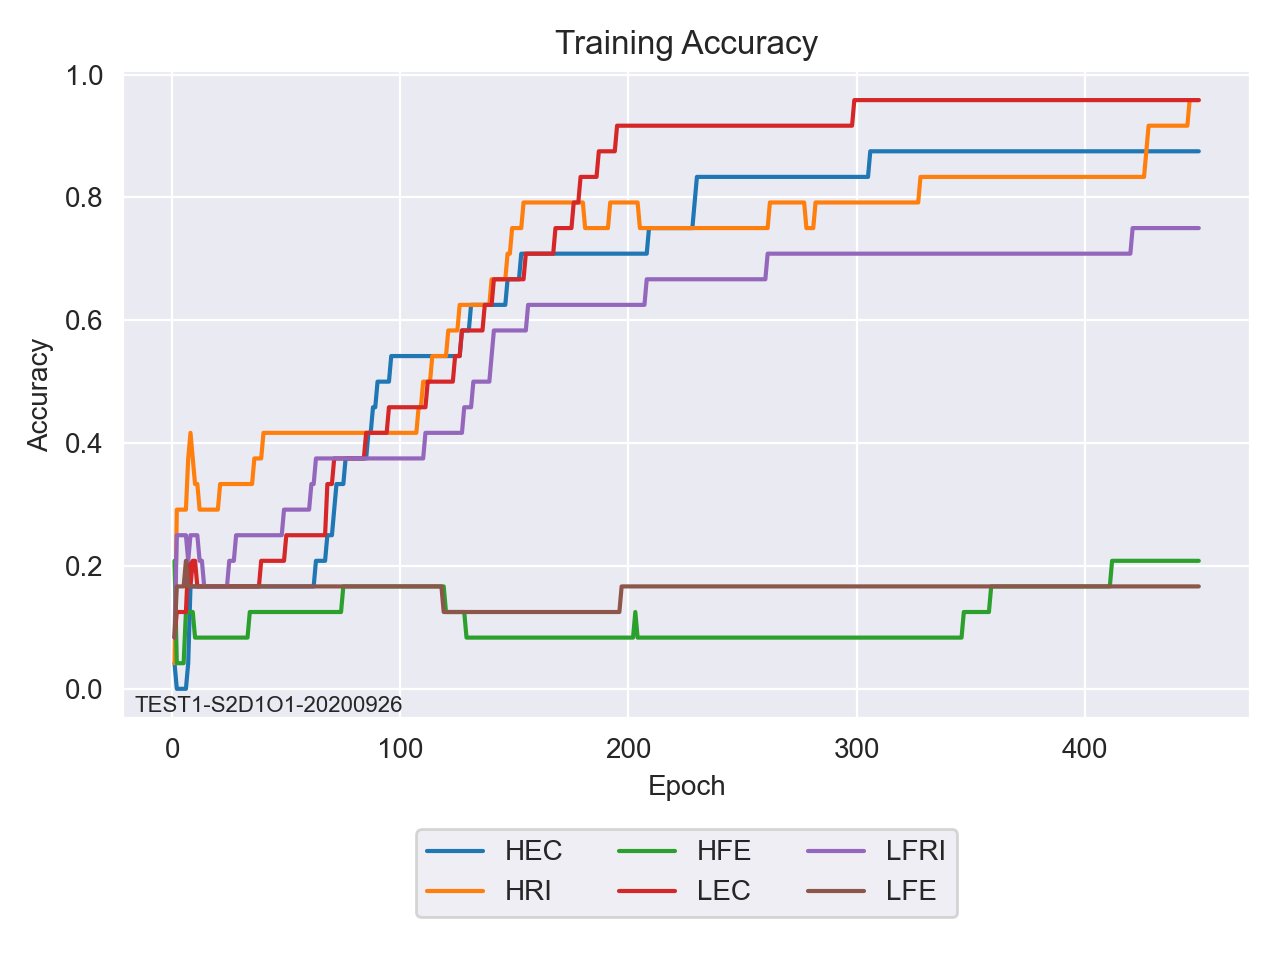 Training Accuracy
1.0
0.8
0.6
0.4
0.2
0.0
Accuracy
TEST1-S2D1O1-20200926
0 100 200 300 400
Epoch
HEC HFE LFRI
HRI LEC LFE